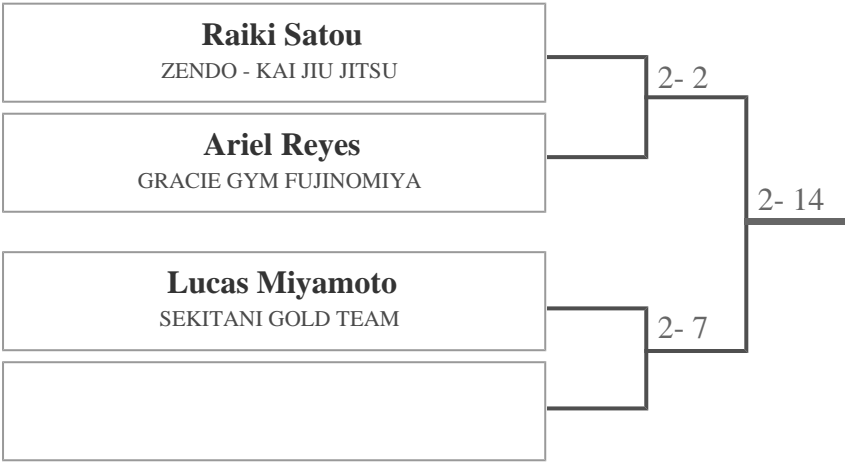 Raiki Satou
ZENDO - KAI JIU JITSU
2- 2
Ariel Reyes
GRACIE GYM FUJINOMIYA
2- 14
Lucas Miyamoto
SEKITANI GOLD TEAM
2- 7